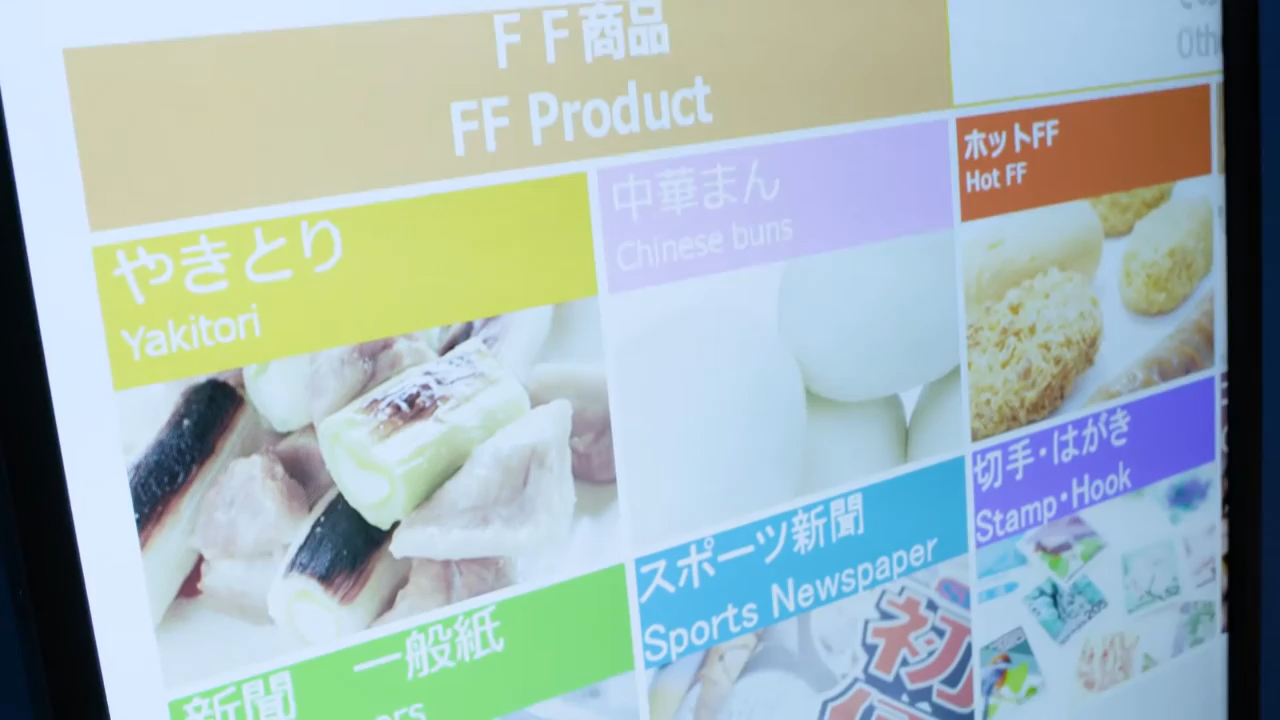 FF商品
FF Product
やきとり
Yakitori
中華まん
Chinese buns
ホットFF
Hot FF
切手・はがき
Stamp・Hook
スポーツ新聞
Sports Newspaper
新聞 一般紙
初